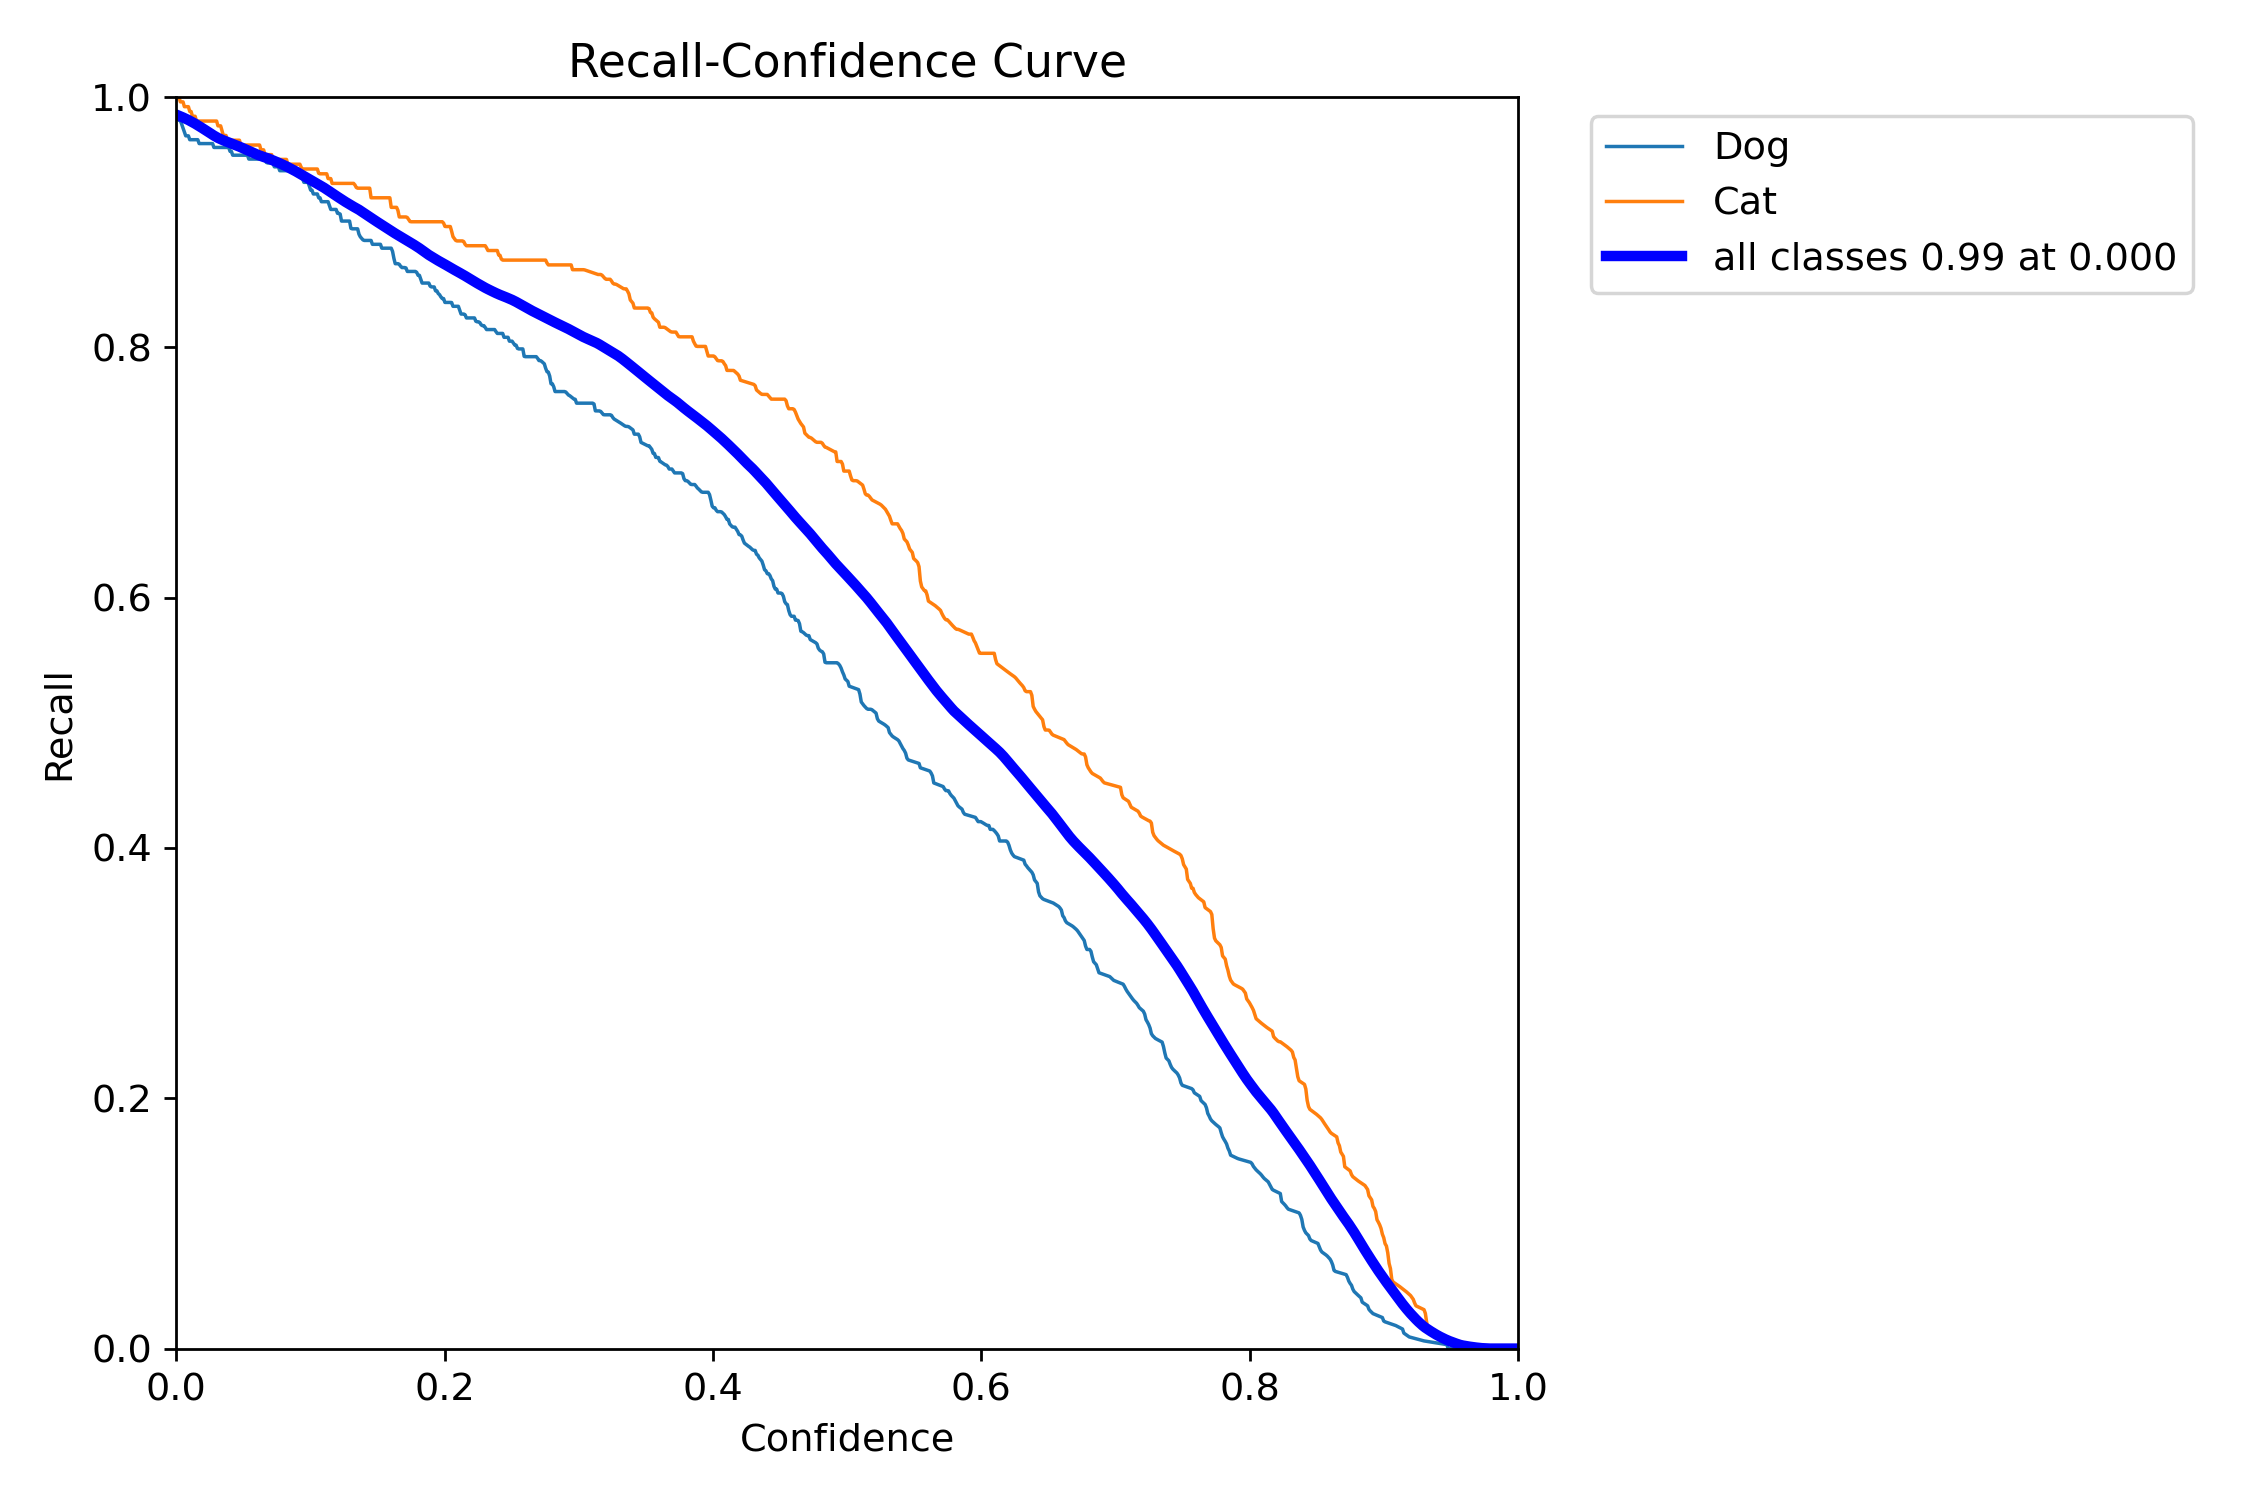 Recall-Confidence Curve
1.0
0.8
0.6
0.4
0.2
0.0
Recall
0.0 0.2 0.4 0.6 0.8 1.0
Confidence
Dog
Cat
all classes 0.99 at 0.000